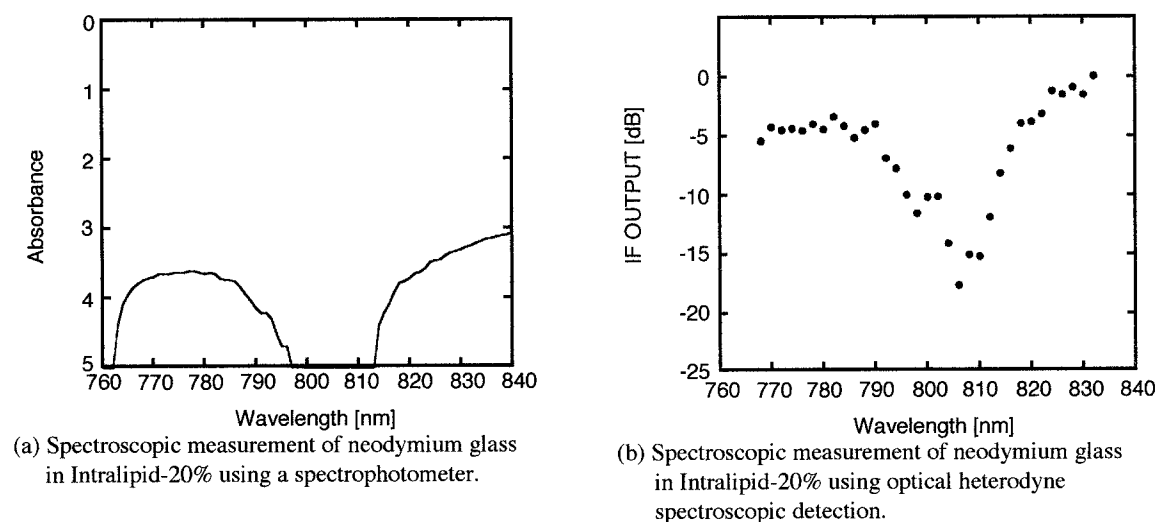 0
1
2
3
4
5
Absorbance
760 770 780 790 800 810 820 830 840
Wavelength [nm]
(a) Spectroscopic measurement of neodymium glass
in Intralipid-20% using a spectrophotometer.
0
-5
-10
-15
-20
-25
IF OUTPUT [dB]
760 770 780 790 800 810 820 830 840
Wavelength [nm]
(b) Spectroscopic measurement of neodymium glass
in Intralipid-20% using optical heterodyne
spectroscopic detection.